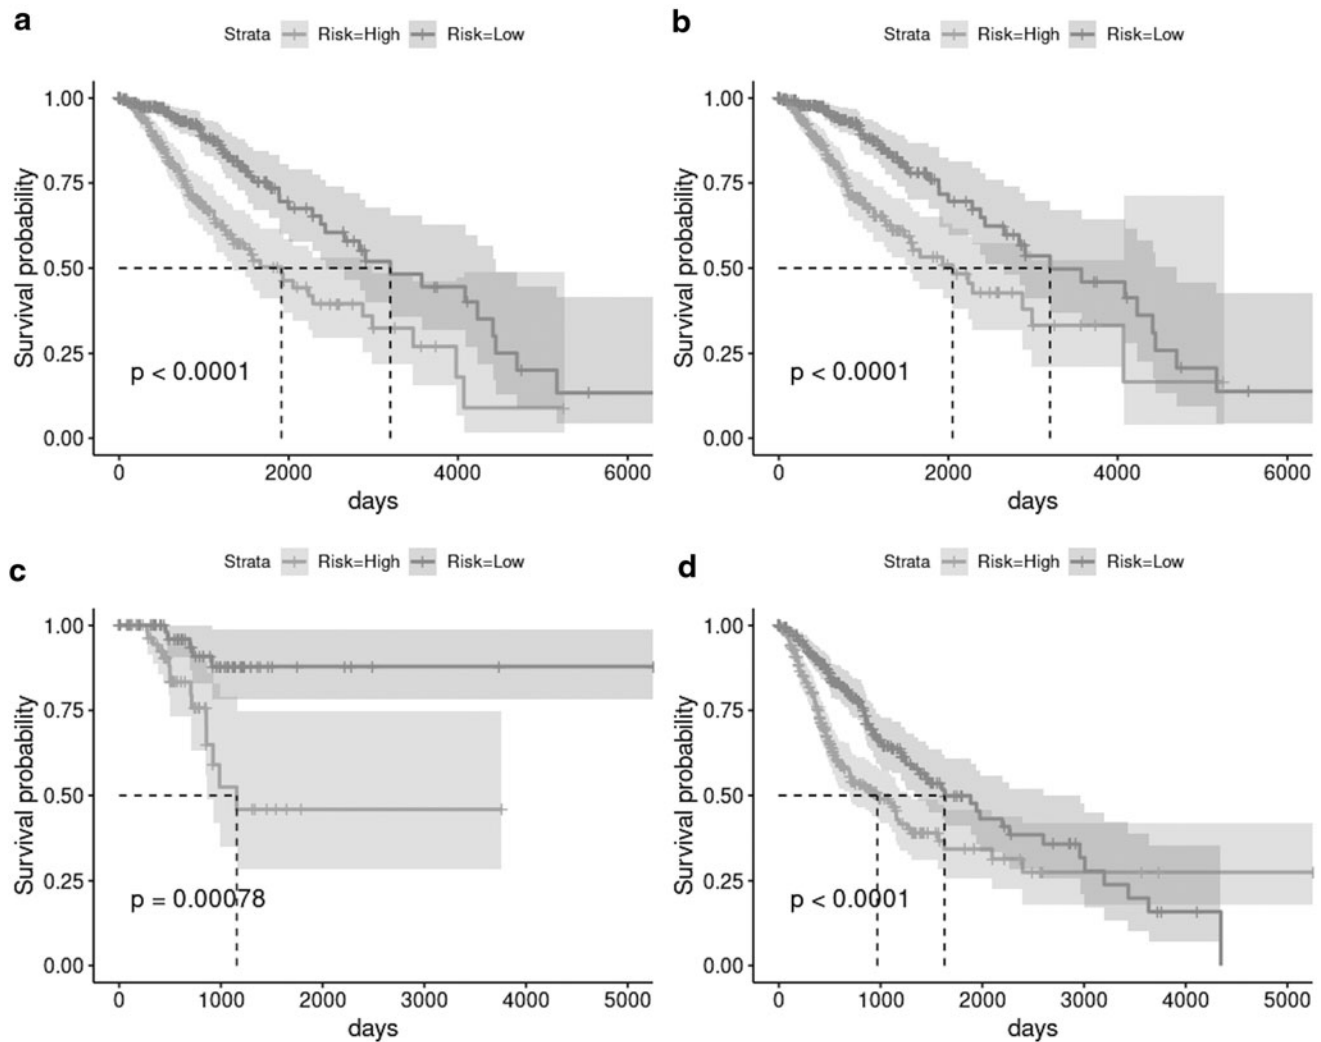 a
Strata Risk=High Risk=Low
Survival probability
1.00
0.75
0.50
0.25
0.00
p < 0.0001
0 2000 4000 6000
days
b
Strata Risk=High Risk=Low
Survival probability
1.00
0.75
0.50
0.25
0.00
p < 0.0001
0 2000 4000 6000
days
c
Strata Risk=High Risk=Low
Survival probability
1.00
0.75
0.50
0.25
0.00
p = 0.00078
0 1000 2000 3000 4000 5000
days
d
Strata Risk=High Risk=Low
Survival probability
1.00
0.75
0.50
0.25
0.00
p < 0.0001
0 1000 2000 3000 4000 5000
days